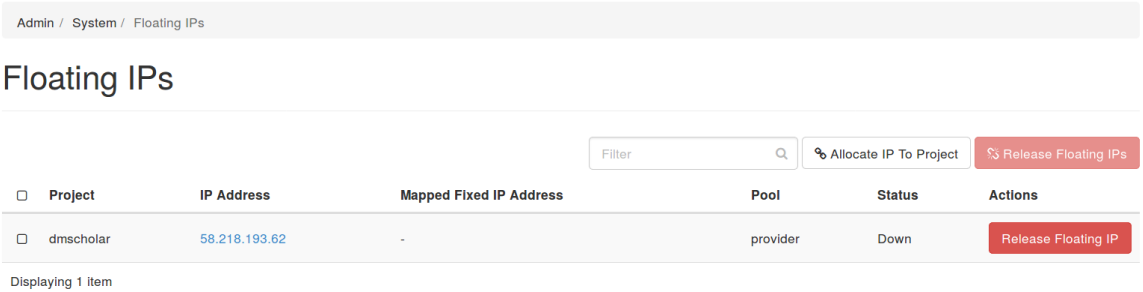 Admin / System / Floating IPs
Floating IPs
Filter Allocate IP To Project Release Floating IPs
Project IP Address Mapped Fixed IP Address Pool Status Actions
dmscholar 58.218.193.62 - provider Down Release Floating IP
Displaying 1 item